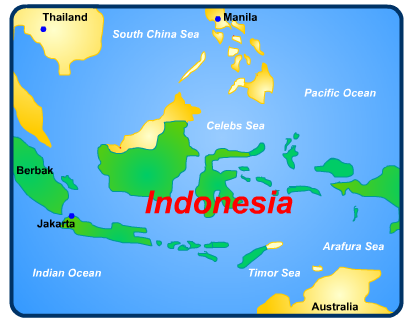 Thailand
Manila
South China Sea
Pacific Ocean
Celebs Sea
Berbak
Indonesia
Jakarta
Arafura Sea
Indian Ocean
Timor Sea
Australia